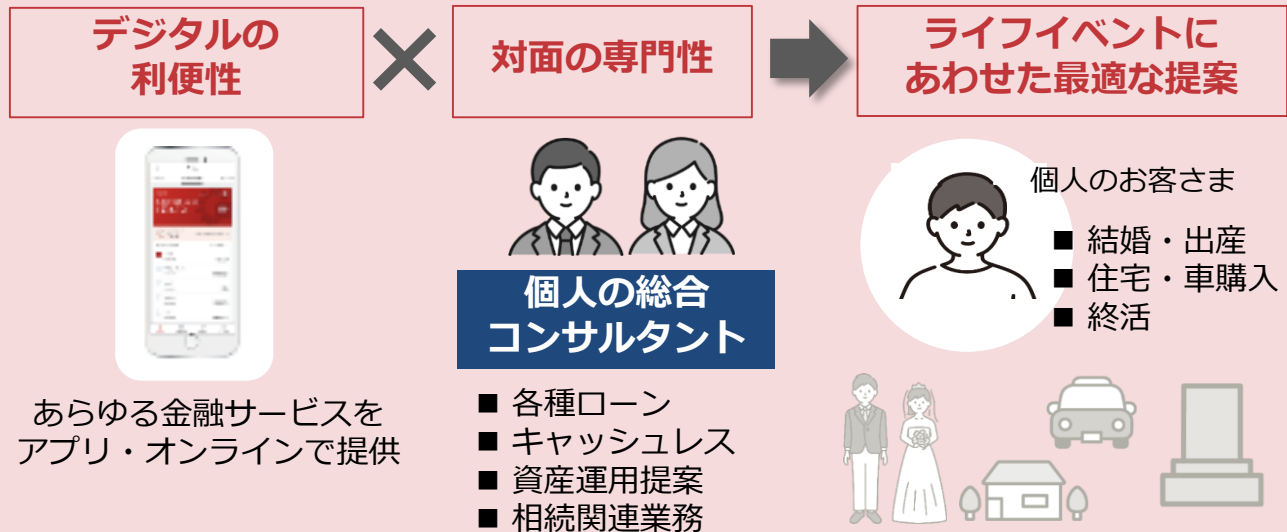 デジタルの
利便性
×
対面の専門性
ライフイベントに
あわせた最適な提案
あらゆる金融サービスを
アプリ・オンラインで提供
個人の総合
コンサルタント
■ 各種ローン
■ キャッシュレス
■ 資産運用提案
■ 相続関連業務
個人のお客さま
■ 結婚・出産
■ 住宅・車購入
■ 終活